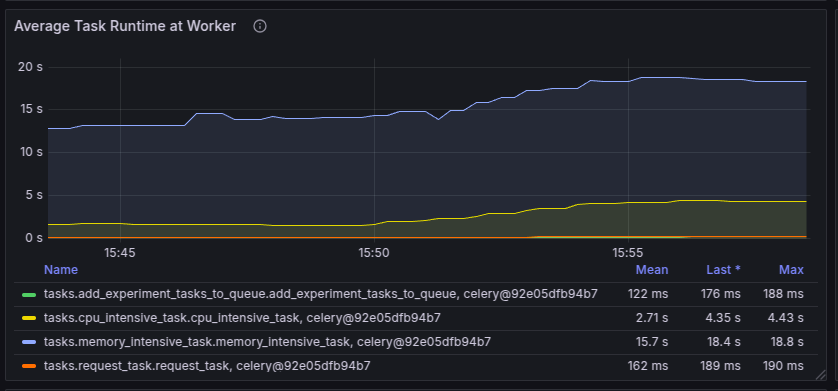 Average Task Runtime at Worker
20 s
15 s
10 s
5 s
0 s
15:45 15:50 15:55
Name Mean Last * Max
tasks.add_experiment_tasks_to_queue.add_experiment_tasks_to_queue, celery@92e05dfb94b7 122 ms 176 ms 188 ms
tasks.cpu_intensive_task.cpu_intensive_task, celery@92e05dfb94b7 2.71 s 4.35 s 4.43 s
tasks.memory_intensive_task.memory_intensive_task, celery@92e05dfb94b7 15.7 s 18.4 s 18.8 s
tasks.request_task.request_task, celery@92e05dfb94b7 162 ms 189 ms 190 ms